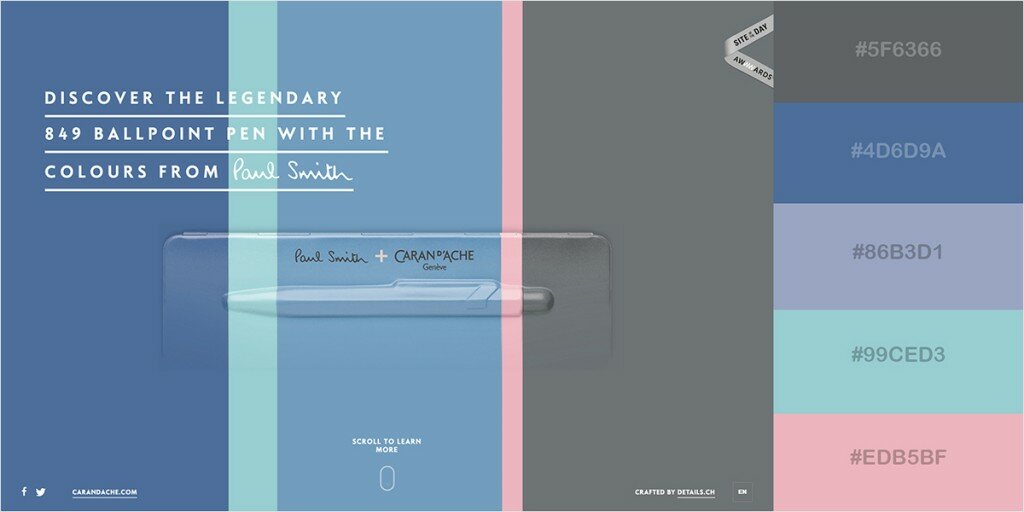 DISCOVER THE LEGENDARY
849 BALLPOINT PEN WITH THE
COLOURS FROM Paul Smith
Paul Smith + CARAN D'ACHE
Genève
SCROLL TO LEARN
MORE
CARANDACHE.COM
CRAFTED BY DETAILS.CH
EN
SITE OF THE DAY
AWWWARDS
#5F6366
#4D6D9A
#86B3D1
#99CED3
#EDB5BF